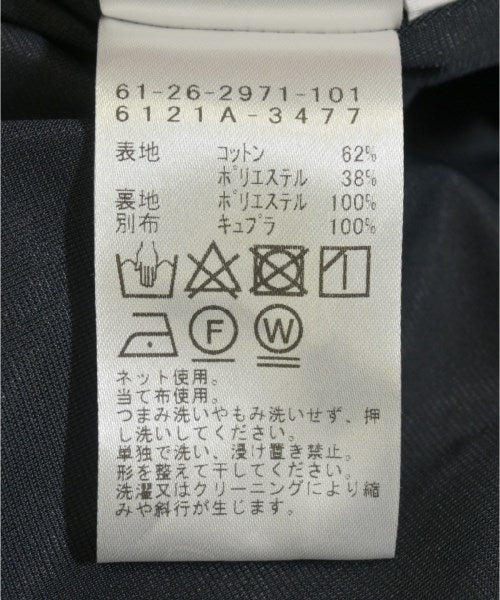 61-26-2971-101
6121A-3477
表地 コットン 62%
ポリエステル 38%
裏地 ポリエステル 100%
別布 キュプラ 100%
F W
ネット使用。
当て布使用。
つまみ洗いやもみ洗いせず、押
し洗いしてください。
単独で洗い、浸け置き禁止。
形を整えて干してください。
洗濯又はクリーニングにより縮
みや斜行が生じます。